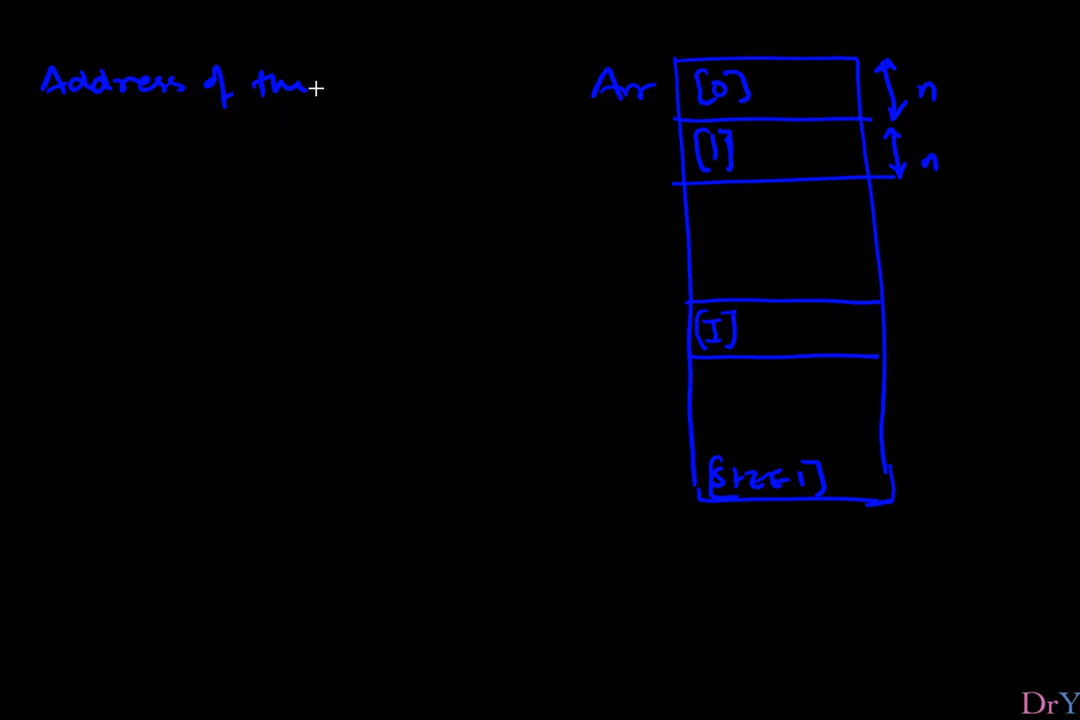 Address of the
Arr [0] n
[1] n
[I]
[size-1]
DrY